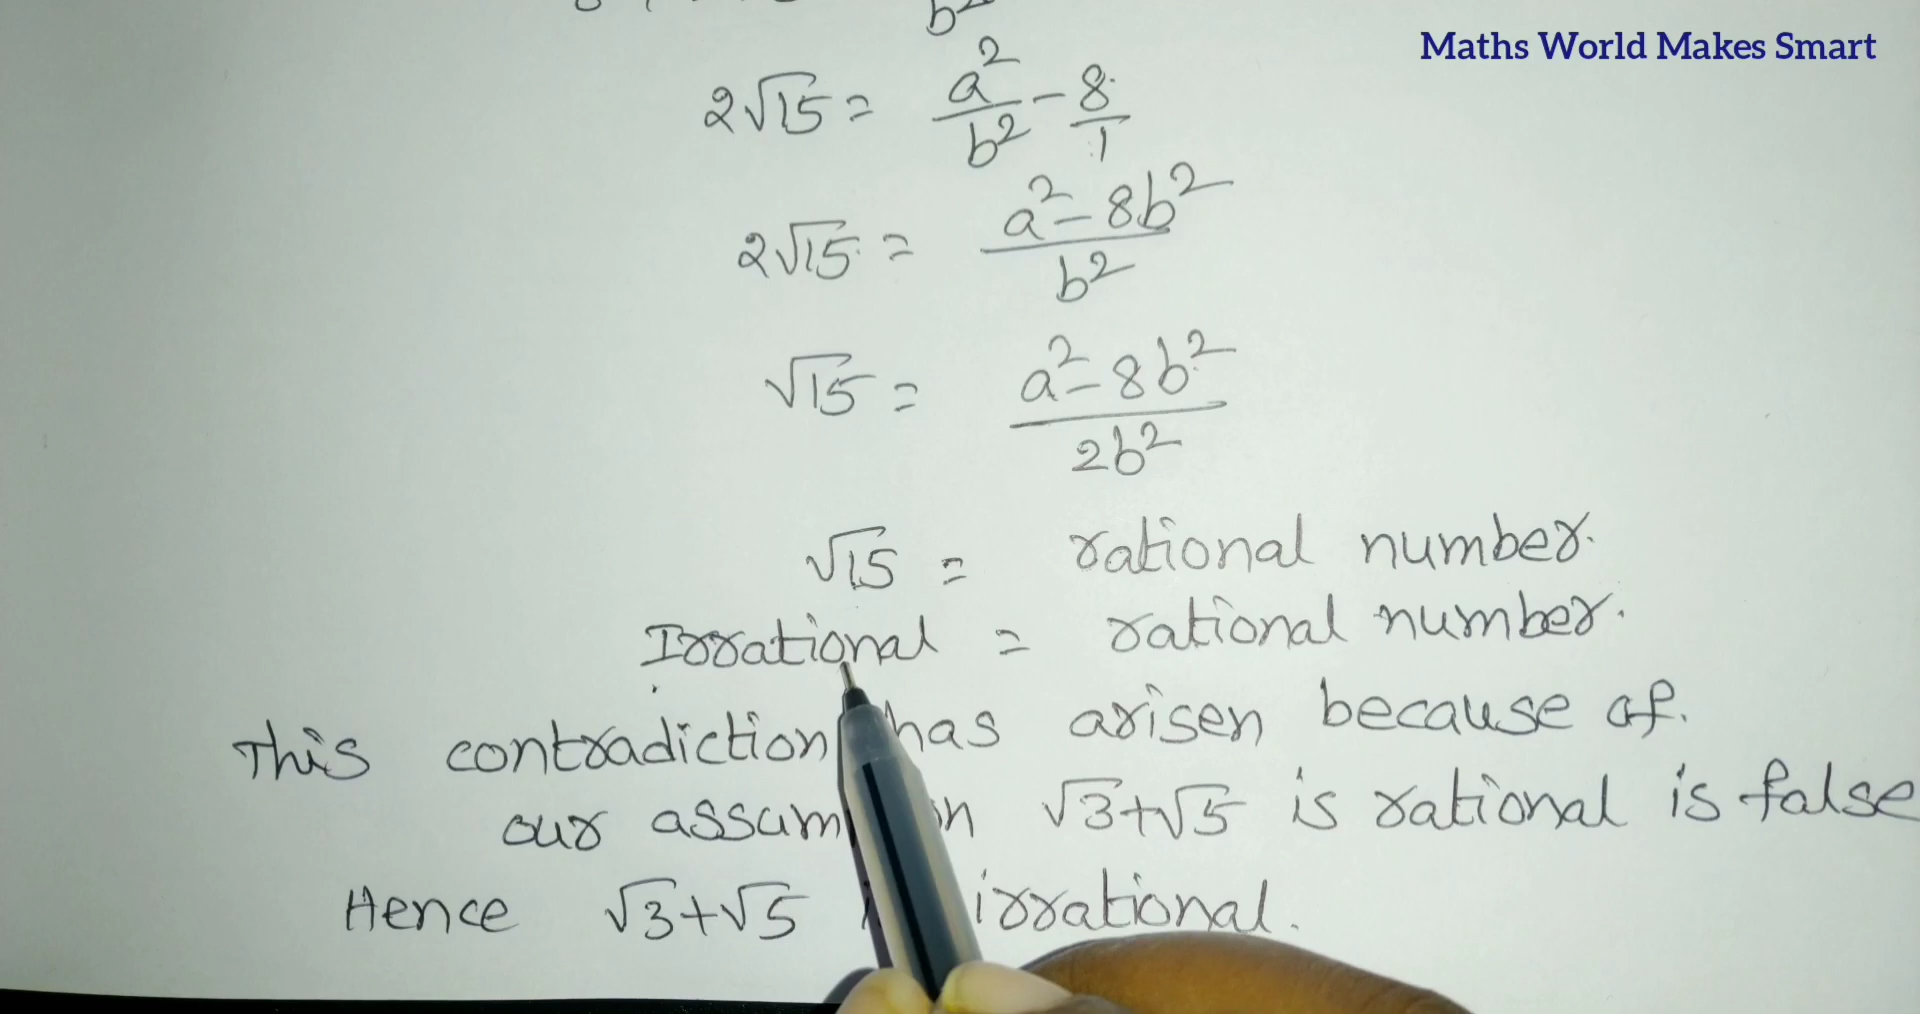 Maths World Makes Smart
b²
2√15 = a²/b² - 8/1
2√15 = a²-8b²/b²
√15 = a²-8b²/2b²
√15 = rational number.
Irrational = rational number.
This contradiction has arisen because of.
our √3+√5 is rational is false
Hence √3+√5 irrational.